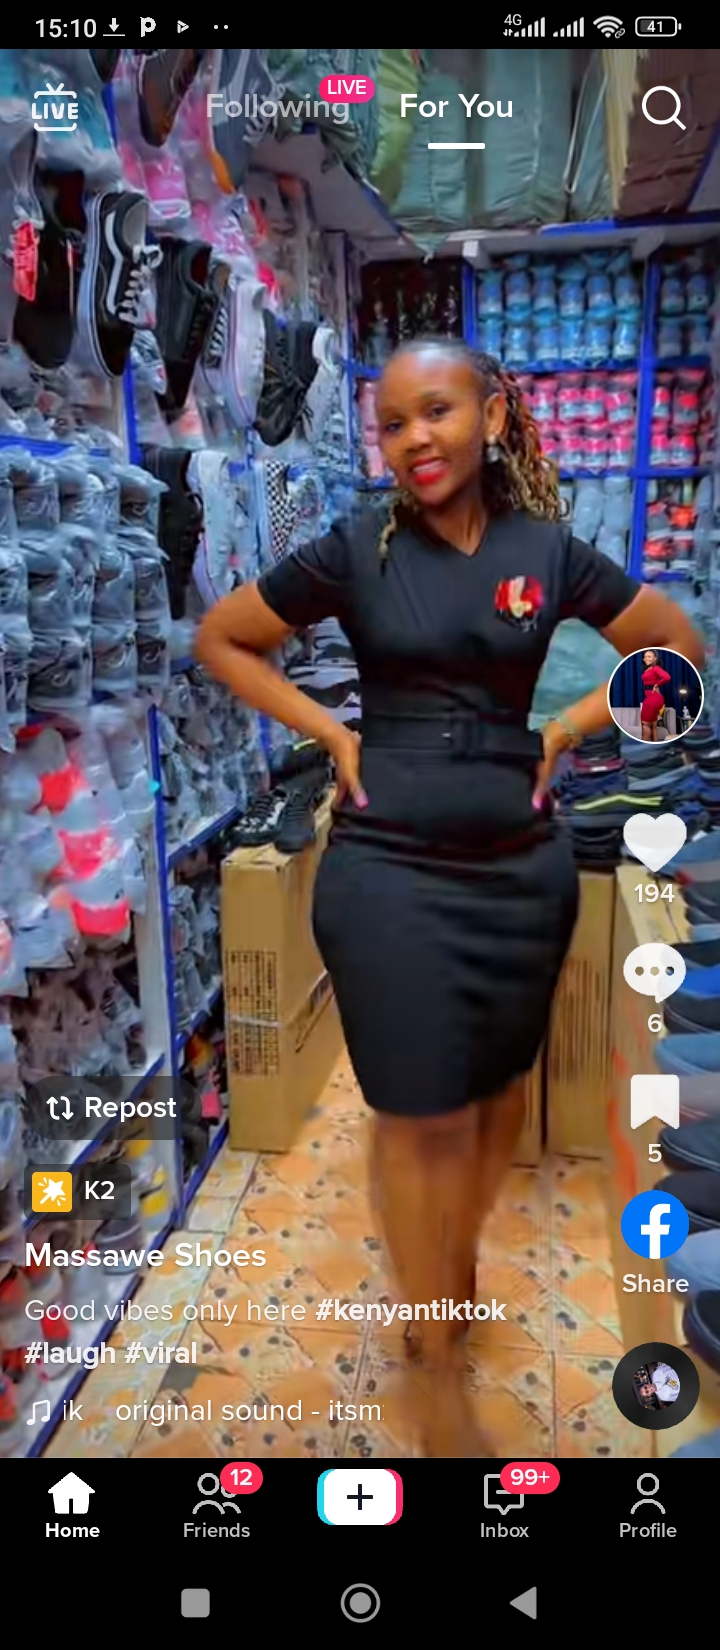 15:10
4G
41
LIVE
Following
LIVE
For You
194
6
5
Share
Repost
K2
Massawe Shoes
Good vibes only here #kenyantiktok
#laugh #viral
ik original sound - itsm
Home
12
Friends
99+
Inbox
Profile